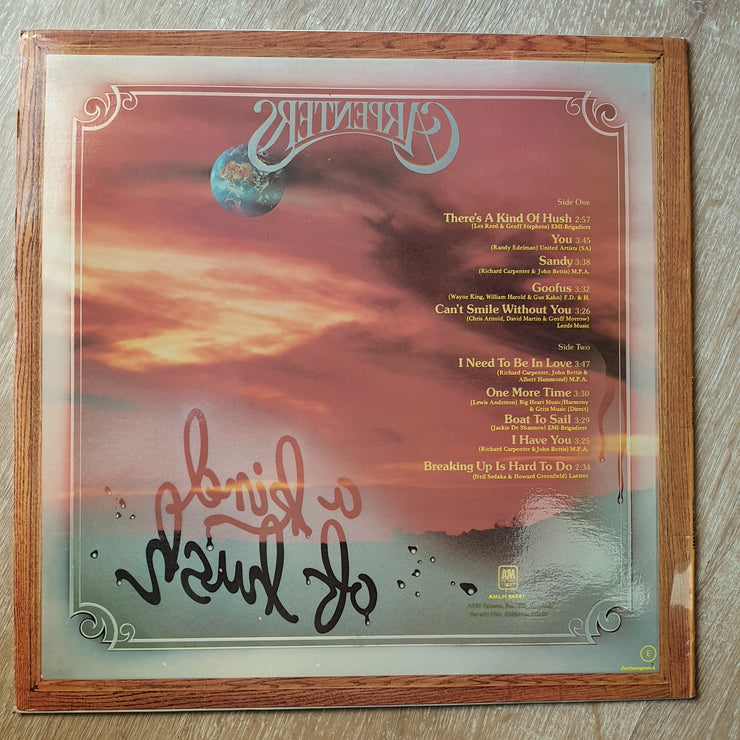 CARPENTERS
Side One
There's A Kind Of Hush 2:57
(Les Reed & Geoff Stephens) EMI-Brigadiers
You 3:45
(Randy Edelman) United Artists (SA)
Sandy 3:38
(Richard Carpenter & John Bettis) M.P.A.
Goofus 3:32
(Wayne King, William Harold & Gus Kahn) F.D. & H.
Can't Smile Without You 3:26
(Chris Arnold, David Martin & Geoff Morrow)
Leeds Music
Side Two
I Need To Be In Love 3:47
(Richard Carpenter, John Bettis &
Albert Hammond) M.P.A.
One More Time 3:30
(Lewis Anderson) Big Heart Music/Harmony
& Grits Music (Direct)
Boat To Sail 3:29
(Jackie De Shannon) EMI-Brigadiers
I Have You 3:25
(Richard Carpenter & John Bettis) M.P.A.
Breaking Up Is Hard To Do 2:34
(Neil Sedaka & Howard Greenfield) Laetrec
a kind
of hush
AM
AMLH
Beverly Hills, California
E